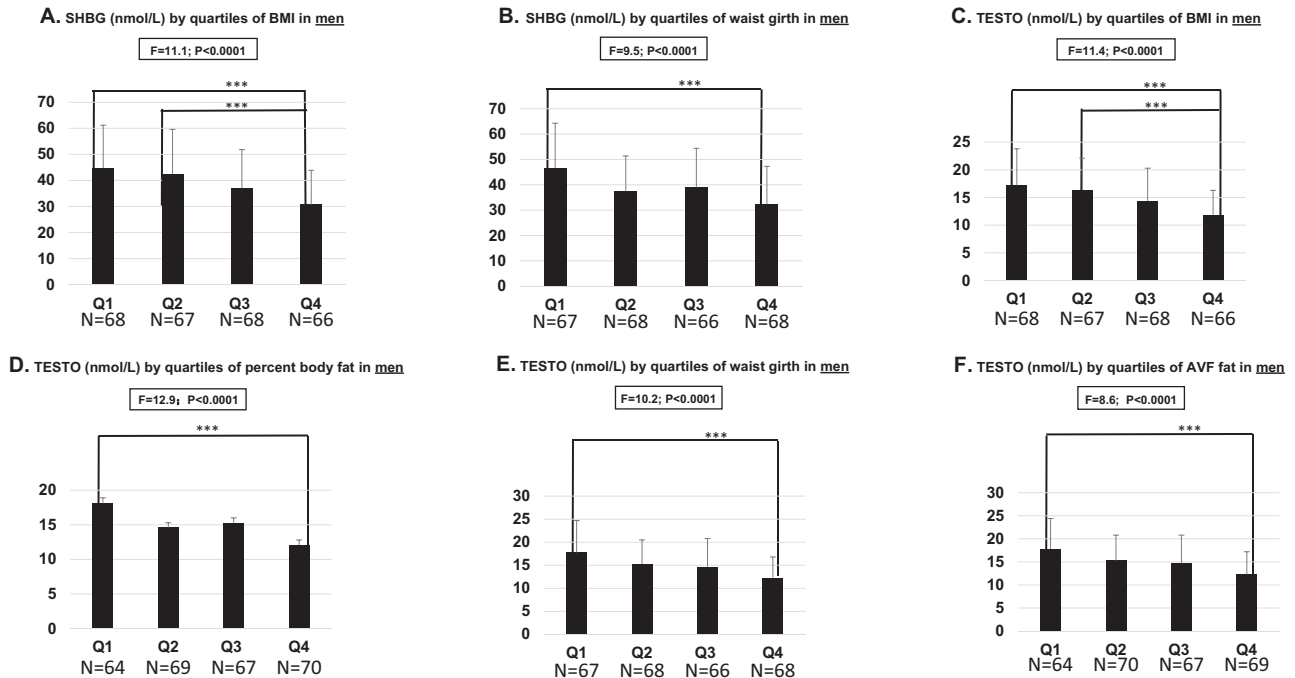 A. SHBG (nmol/L) by quartiles of BMI in men
F=11.1; P<0.0001
***
***
70
60
50
40
30
20
10
0
Q1 Q2 Q3 Q4
N=68 N=67 N=68 N=66
B. SHBG (nmol/L) by quartiles of waist girth in men
F=9.5; P<0.0001
***
70
60
50
40
30
20
10
0
Q1 Q2 Q3 Q4
N=67 N=68 N=66 N=68
C. TESTO (nmol/L) by quartiles of BMI in men
F=11.4; P<0.0001
***
***
25
20
15
10
5
0
Q1 Q2 Q3 Q4
N=68 N=67 N=68 N=66
D. TESTO (nmol/L) by quartiles of percent body fat in men
F=12.9; P<0.0001
***
20
15
10
5
0
Q1 Q2 Q3 Q4
N=64 N=69 N=67 N=70
E. TESTO (nmol/L) by quartiles of waist girth in men
F=10.2; P<0.0001
***
30
25
20
15
10
5
0
Q1 Q2 Q3 Q4
N=67 N=68 N=66 N=68
F. TESTO (nmol/L) by quartiles of AVF fat in men
F=8.6; P<0.0001
***
30
25
20
15
10
5
0
Q1 Q2 Q3 Q4
N=64 N=70 N=67 N=69